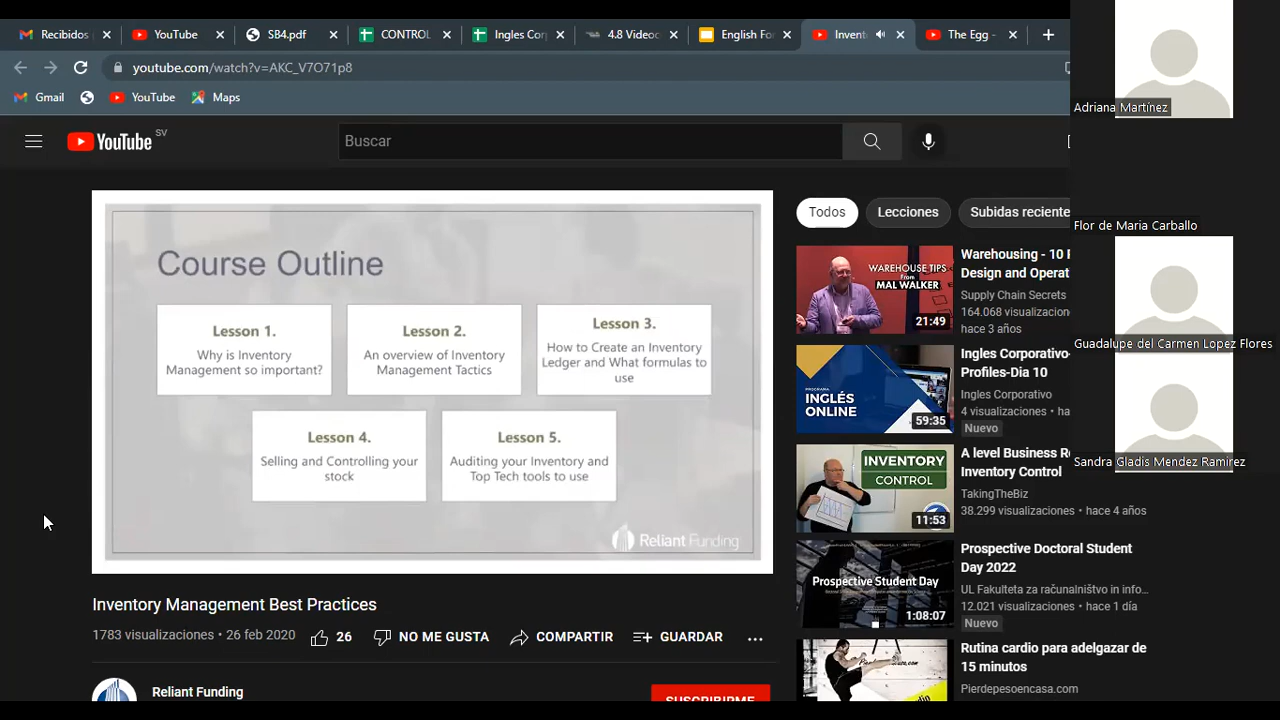 Recibidos
YouTube
SB4.pdf
CONTROL
Ingles Cor
4.8 Videoc
English For
Invent
The Egg -
youtube.com/watch?v=AKC_V7O71p8
Gmail
YouTube
Maps
YouTube SV
Buscar
Course Outline
Lesson 1.
Why is Inventory
Management so important?
Lesson 2.
An overview of Inventory
Management Tactics
Lesson 3.
How to Create an Inventory
Ledger and What formulas to
use
Lesson 4.
Selling and Controlling your
stock
Lesson 5.
Auditing your Inventory and
Top Tech tools to use
Reliant Funding
Inventory Management Best Practices
1783 visualizaciones • 26 feb 2020
26
NO ME GUSTA
COMPARTIR
GUARDAR
Reliant Funding
SUSCRIBIRME
Todos
Lecciones
Subidas reciente
WAREHOUSE TIPS
From
MAL WALKER
21:49
Warehousing - 10
Design and Operat
Supply Chain Secrets
164.068 visualizaciones •
hace 3 años
PROGRAMA
INGLÉS
ONLINE
59:35
Ingles Corporativo-
Profiles-Dia 10
Ingles Corporativo
4 visualizaciones • ha
Nuevo
INVENTORY
CONTROL
11:53
A level Business Re
Inventory Control
TakingTheBiz
38.299 visualizaciones • hace 4 años
Prospective Student Day
1:08:07
Prospective Doctoral Student
Day 2022
UL Fakulteta za računalništvo in info...
12.021 visualizaciones • hace 1 día
Nuevo
Rutina cardio para adelgazar de
15 minutos
Pierdepesoencasa.com
Adriana Martínez
Flor de Maria Carballo
Guadalupe del Carmen Lopez Flores
Sandra Gladis Mendez Ramirez